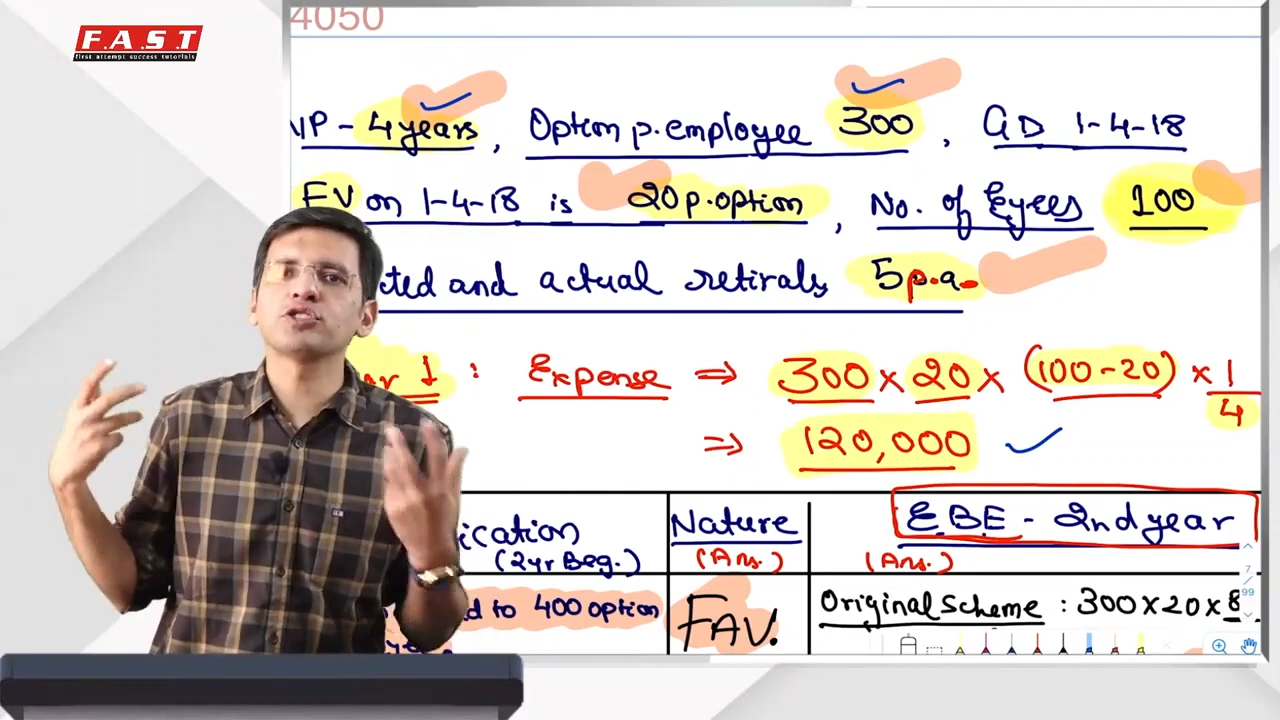 4050
F.A.S.T
first attempt success tutorials
VP - 4 years, Option p. employee 300, GD 1-4-18
FV on 1-4-18 is 20 p. option, No. of Eyees 100
cted and actual retirals 5 p.a.
1 : Expense ⇒ 300 × 20 × (100-20) × 1/4
⇒ 120,000
ication Nature EBE - 2nd year
(2yr Beg.) (Ans.) (Ans.)
d to 400 option FAV. Original Scheme : 300 × 20 × 8
7
/
99